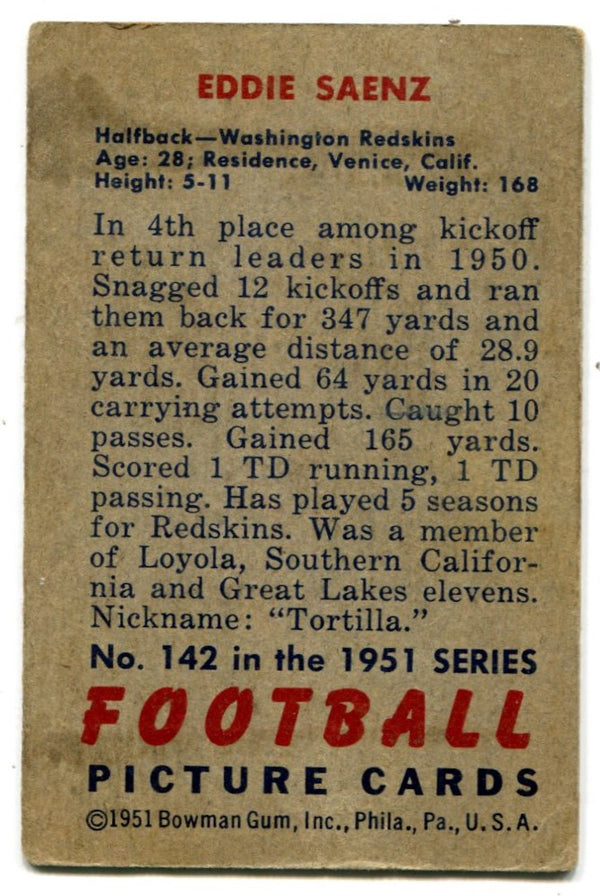 EDDIE SAENZ
Halfback—Washington Redskins
Age: 28; Residence, Venice, Calif.
Height: 5-11 Weight: 168
In 4th place among kickoff
return leaders in 1950.
Snagged 12 kickoffs and ran
them back for 347 yards and
an average distance of 28.9
yards. Gained 64 yards in 20
carrying attempts. Caught 10
passes. Gained 165 yards.
Scored 1 TD running, 1 TD
passing. Has played 5 seasons
for Redskins. Was a member
of Loyola, Southern Califor-
nia and Great Lakes elevens.
Nickname: “Tortilla.”
No. 142 in the 1951 SERIES
FOOTBALL
PICTURE CARDS
©1951 Bowman Gum, Inc., Phila., Pa., U. S. A.